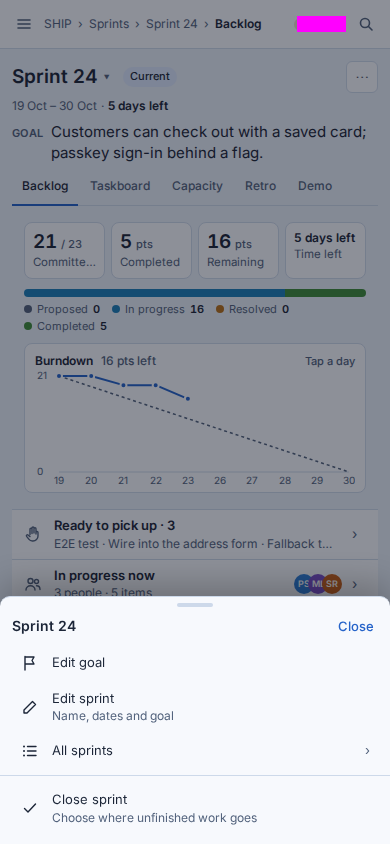 SHIP › Sprints › Sprint 24 › Backlog
Sprint 24 Current
19 Oct – 30 Oct · 5 days left
GOAL Customers can check out with a saved card;
passkey sign-in behind a flag.
Backlog Taskboard Capacity Retro Demo
21 / 23 5 pts 16 pts 5 days left
Committe... Completed Remaining Time left
Proposed 0 In progress 16 Resolved 0
Completed 5
Burndown 16 pts left Tap a day
21
0
19 20 21 22 23 26 27 28 29 30
Ready to pick up · 3
E2E test · Wire into the address form · Fallback t...
In progress now
3 people · 5 items
PS ML SR
Sprint 24 Close
Edit goal
Edit sprint
Name, dates and goal
All sprints
Close sprint
Choose where unfinished work goes